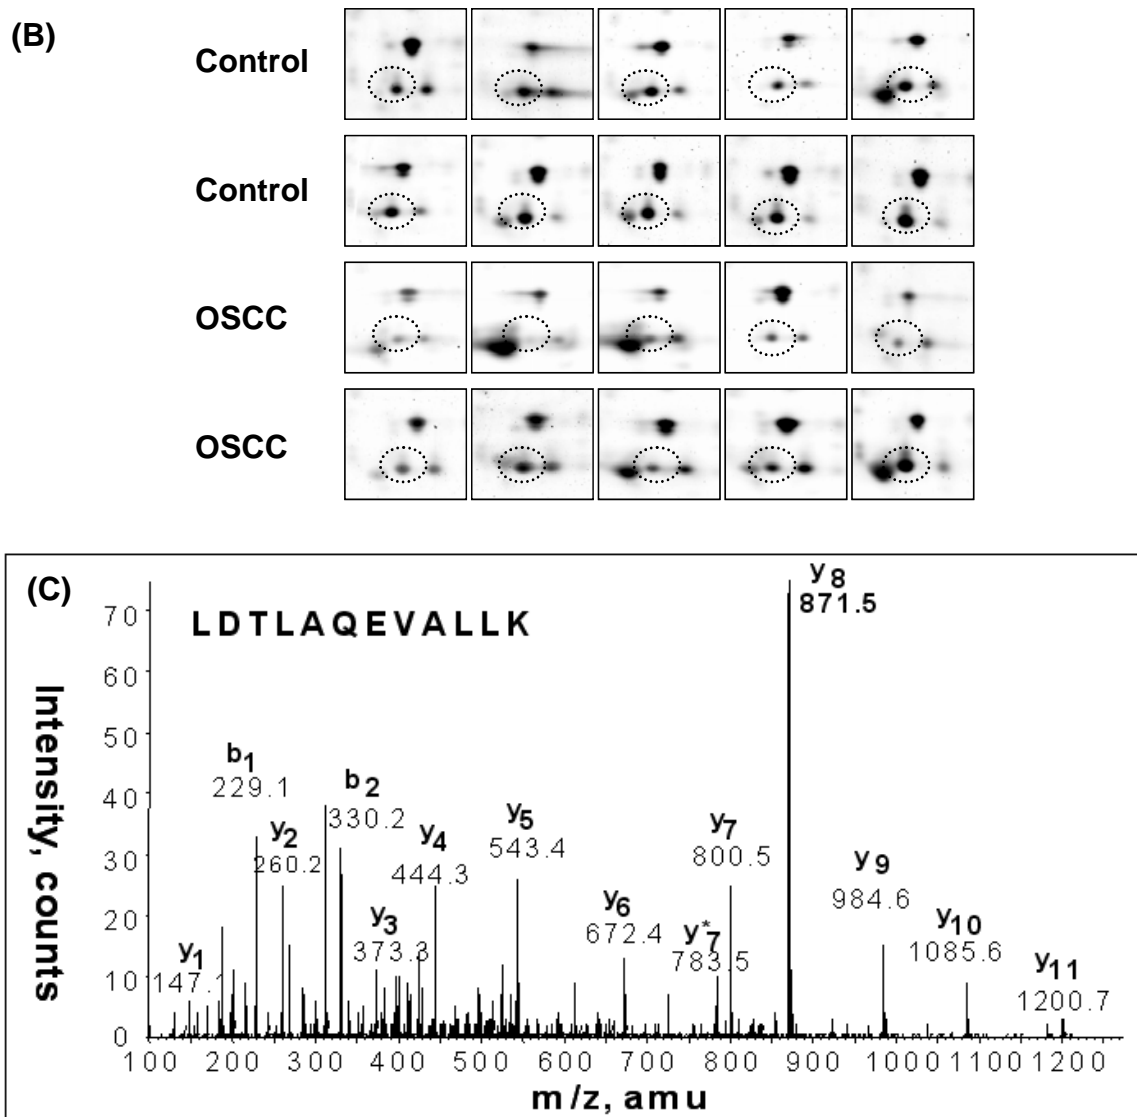 (B)
Control
Control
OSCC
OSCC
(C)
LDTLAQEVALLK
y8
871.5
b1
229.1
y2
260.2
b2
330.2
y3
373.3
y4
444.3
y5
543.4
y6
672.4
y7
800.5
y*7
783.5
y9
984.6
y10
1085.6
y11
1200.7
y1
147.1
Intensity, counts
70
60
50
40
30
20
10
0
100 200 300 400 500 600 700 800 900 1000 1100 1200
m/z, amu